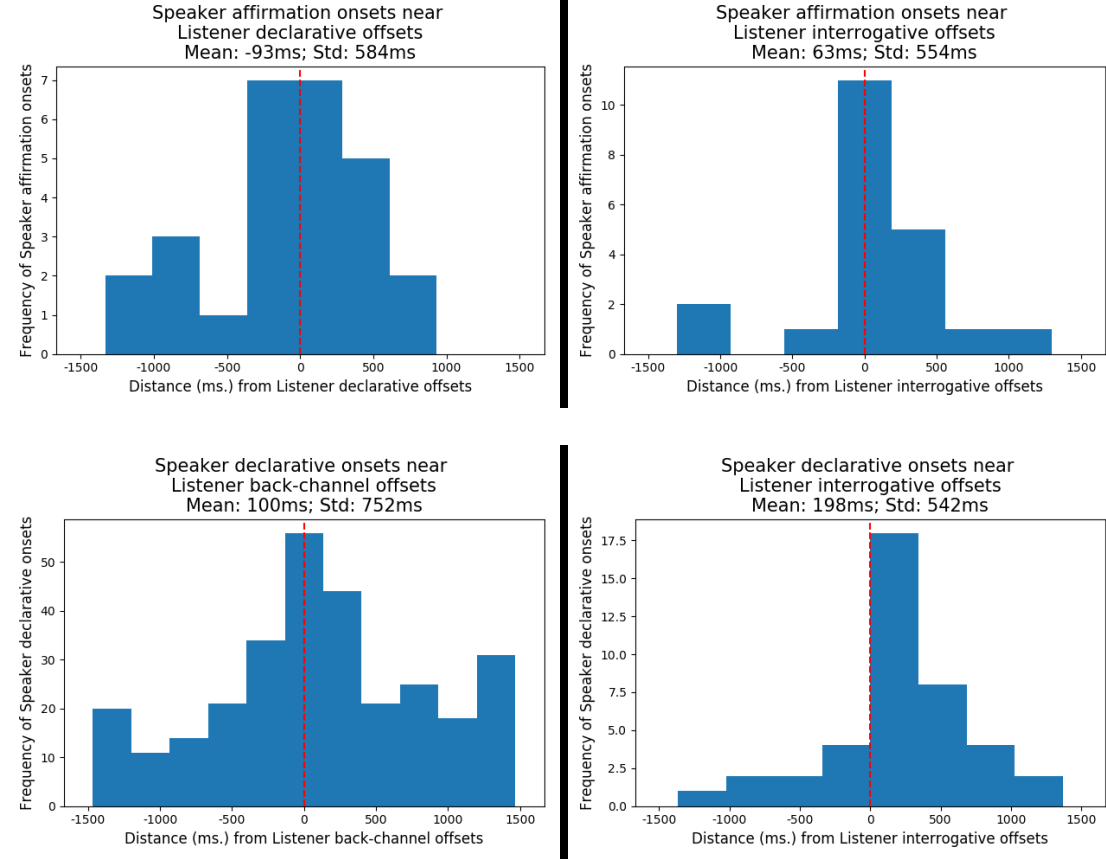 Speaker affirmation onsets near
Listener declarative offsets
Mean: -93ms; Std: 584ms
Frequency of Speaker affirmation onsets
7
6
5
4
3
2
1
0
-1500
-1000
-500
0
500
1000
1500
Distance (ms.) from Listener declarative offsets
Speaker affirmation onsets near
Listener interrogative offsets
Mean: 63ms; Std: 554ms
Frequency of Speaker affirmation onsets
10
8
6
4
2
0
-1500
-1000
-500
0
500
1000
1500
Distance (ms.) from Listener interrogative offsets
Speaker declarative onsets near
Listener back-channel offsets
Mean: 100ms; Std: 752ms
Frequency of Speaker declarative onsets
50
40
30
20
10
0
-1500
-1000
-500
0
500
1000
1500
Distance (ms.) from Listener back-channel offsets
Speaker declarative onsets near
Listener interrogative offsets
Mean: 198ms; Std: 542ms
Frequency of Speaker declarative onsets
17.5
15.0
12.5
10.0
7.5
5.0
2.5
0.0
-1500
-1000
-500
0
500
1000
1500
Distance (ms.) from Listener interrogative offsets